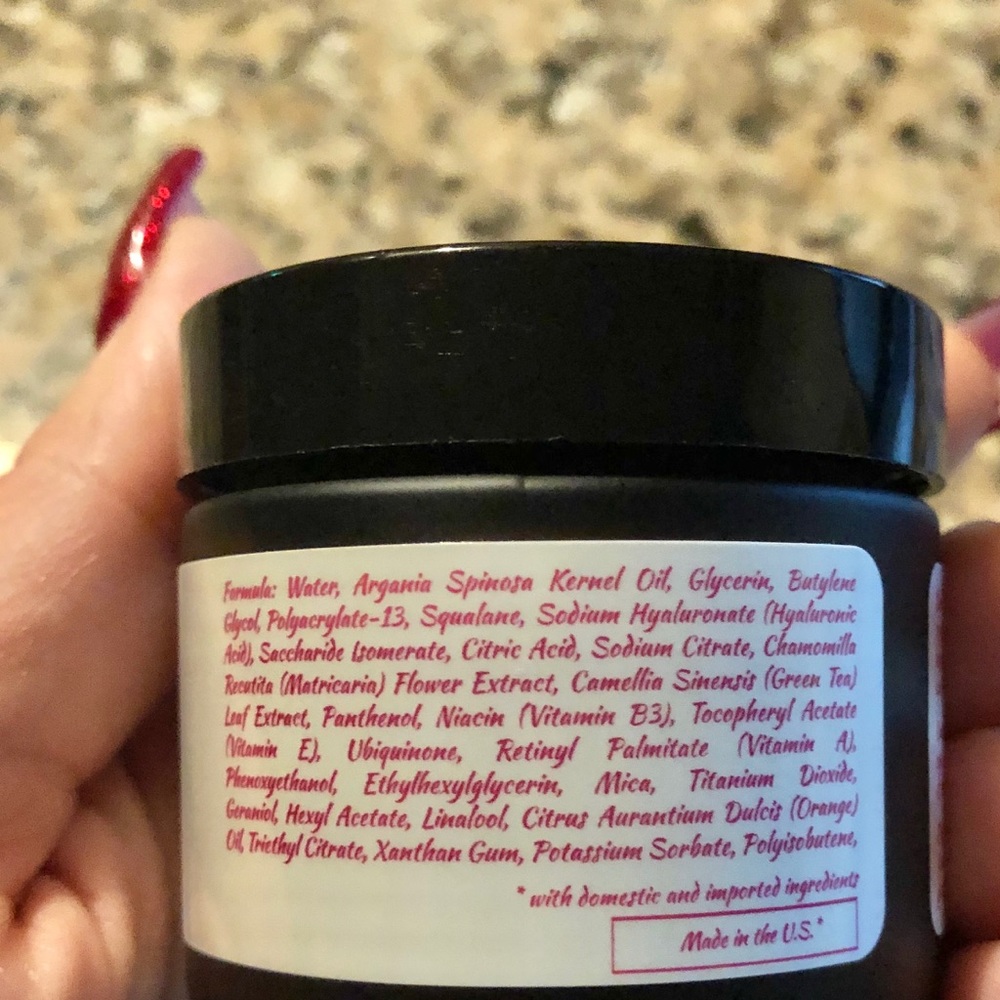 Formula: Water, Argania Spinosa Kernel Oil, Glycerin, Butylene
Glycol, Polyacrylate-13, Squalane, Sodium Hyaluronate (Hyaluronic
Acid), Saccharide Isomerate, Citric Acid, Sodium Citrate, Chamomilla
Recutita (Matricaria) Flower Extract, Camellia Sinensis (Green Tea)
Leaf Extract, Panthenol, Niacin (Vitamin B3), Tocopheryl Acetate
(Vitamin E), Ubiquinone, Retinyl Palmitate (Vitamin A),
Phenoxyethanol, Ethylhexylglycerin, Mica, Titanium Dioxide,
Geraniol, Hexyl Acetate, Linalool, Citrus Aurantium Dulcis (Orange)
Oil, Triethyl Citrate, Xanthan Gum, Potassium Sorbate, Polyisobutene,
* with domestic and imported ingredients
Made in the U.S.*